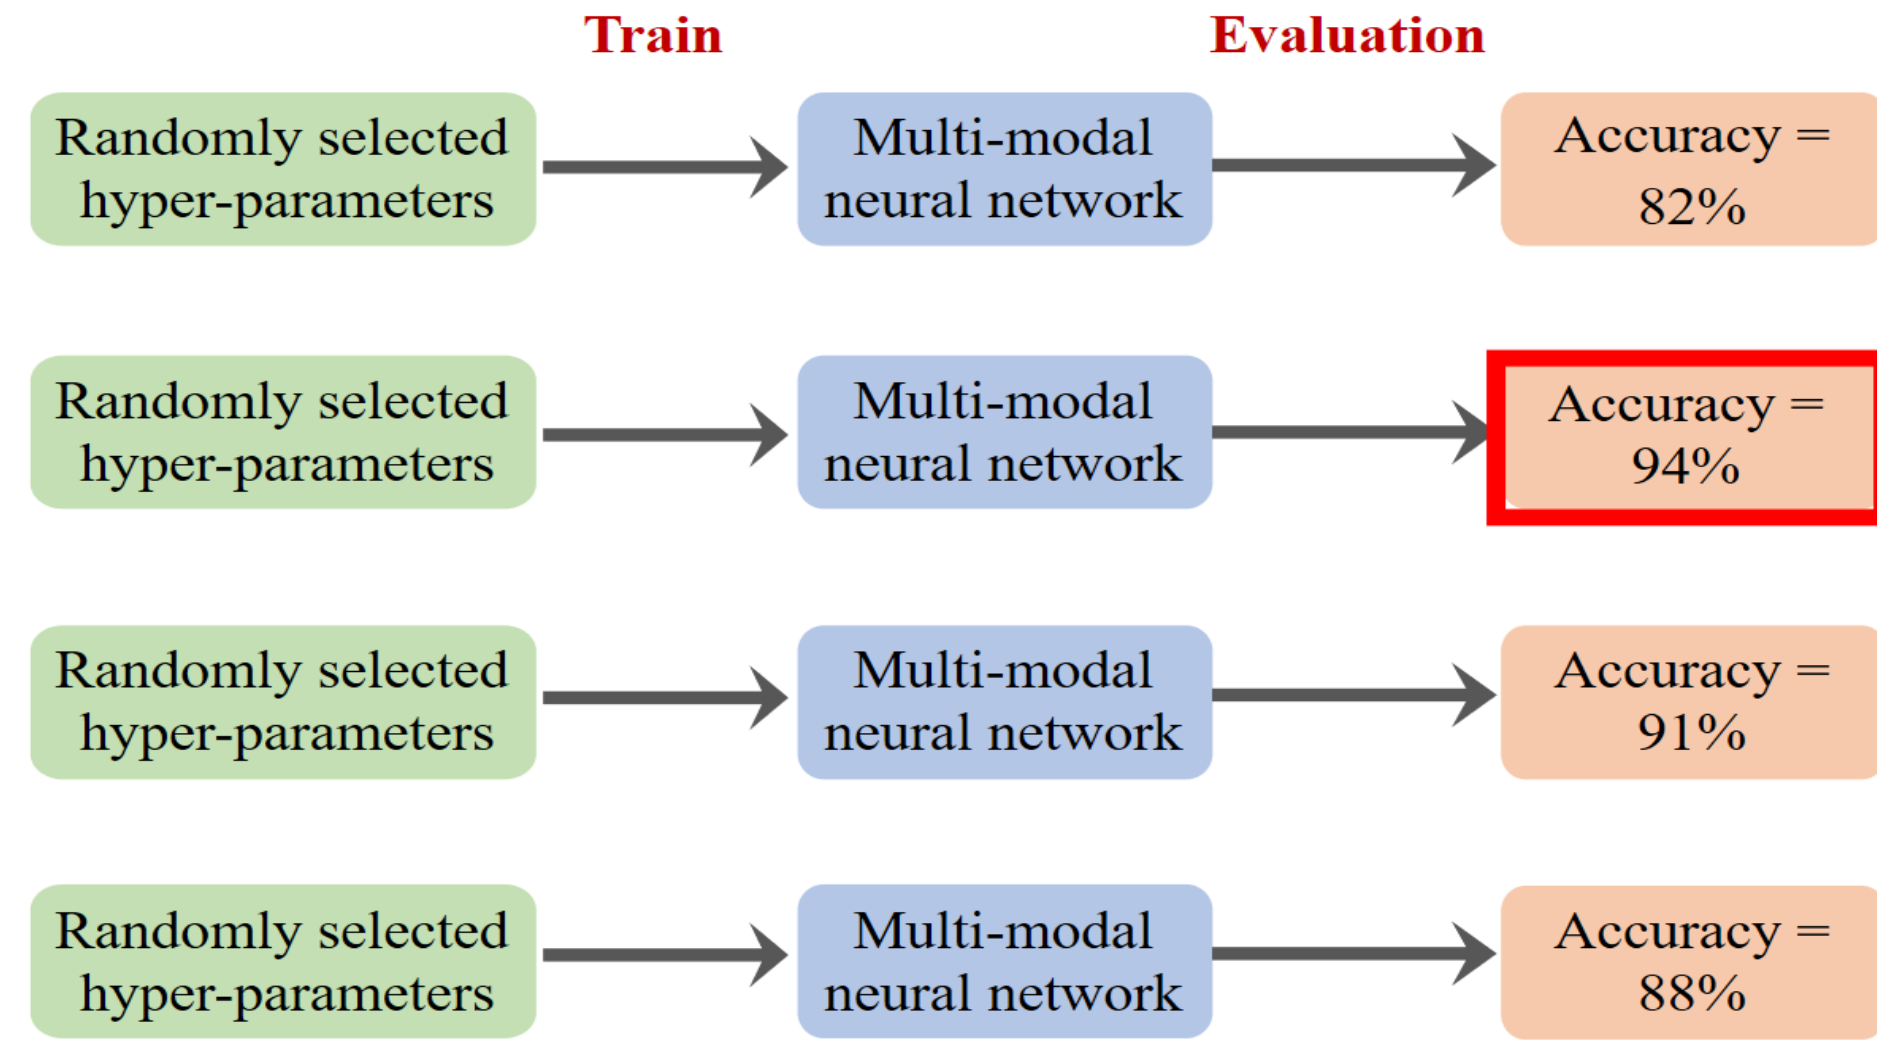 Train
Evaluation
Randomly selected
hyper-parameters
Multi-modal
neural network
Accuracy =
82%
Randomly selected
hyper-parameters
Multi-modal
neural network
Accuracy =
94%
Randomly selected
hyper-parameters
Multi-modal
neural network
Accuracy =
91%
Randomly selected
hyper-parameters
Multi-modal
neural network
Accuracy =
88%